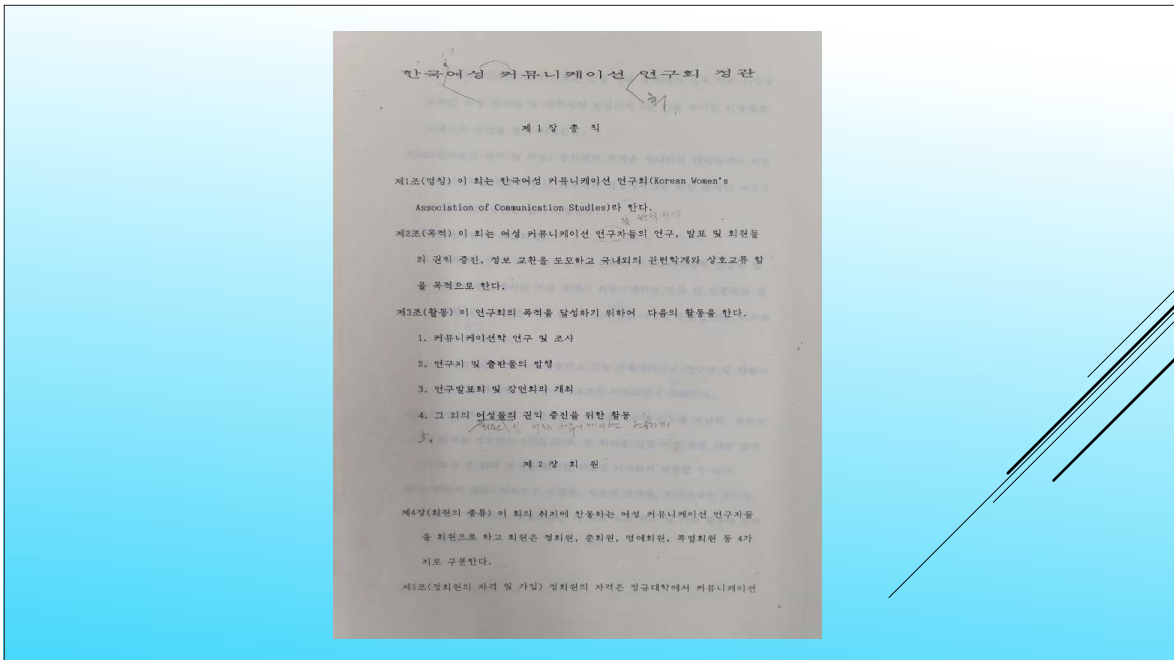 한국여성 커뮤니케이션 연구회 정관
회
제 1 장 총 칙
제1조(명칭) 이 회는 한국여성 커뮤니케이션 연구회(Korean Women's
Association of Communication Studies)라 한다.
및
제2조(목적) 이 회는 여성 커뮤니케이션 연구자들의 연구, 발표 및 회원들
의 권익 증진, 정보 교환을 도모하고 국내외의 관련학계와 상호교류 함
을 목적으로 한다.
제3조(활동) 이 연구회의 목적을 달성하기 위하여 다음의 활동을 한다.
1. 커뮤니케이션학 연구 및 조사
2. 연구지 및 출판물의 발행
3. 연구발표회 및 강연회의 개최
4. 그 외의 여성들의 권익 증진을 위한 활동
회원 및 여성 커뮤니케이션
5.
제 2 장 회 원
제4장(회원의 종류) 이 회의 취지에 찬동하는 여성 커뮤니케이션 연구자들
을 회원으로 하고 회원은 정회원, 준회원, 명예회원, 특별회원 등 4가
지로 구분한다.
제5조(정회원의 자격 및 가입) 정회원의 자격은 정규대학에서 커뮤니케이션